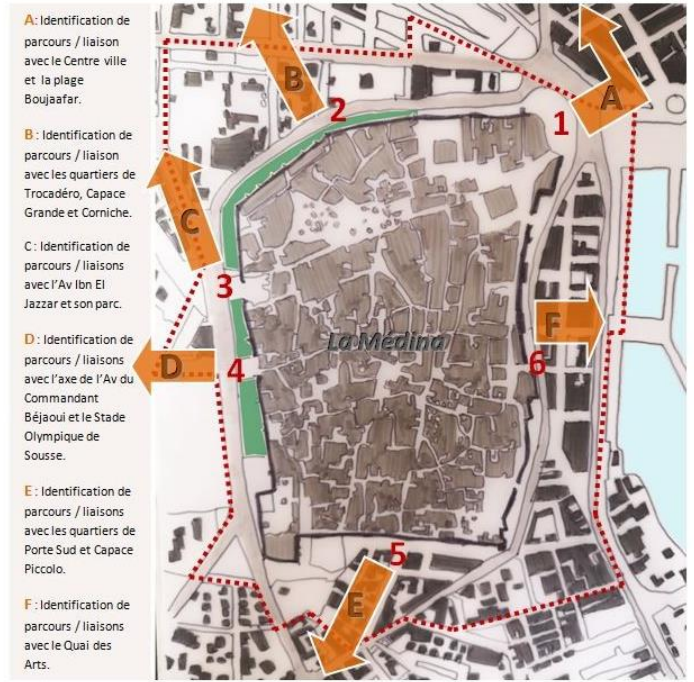 A: Identification de
parcours / liaison
avec le Centre ville
et la plage
Boujaafar.
B : Identification de
parcours / liaison
avec les quartiers de
Trocadéro, Capace
Grande et Corniche.
C : Identification de
parcours / liaisons
avec l'Av Ibn El
Jazzar et son parc.
D : Identification de
parcours / liaisons
avec l'axe de l'Av du
Commandant
Béjaoui et le Stade
Olympique de
Sousse.
E : Identification de
parcours / liaisons
avec les quartiers de
Porte Sud et Capace
Piccolo.
F : Identification de
parcours / liaisons
avec le Quai des
Arts.
A
B
2
1
C
3
F
La Médina
D
4
6
5
E